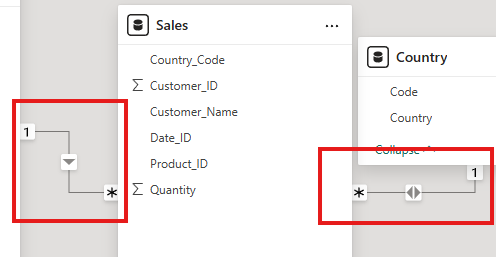 Sales
...
Country_Code
Σ Customer_ID
Customer_Name
Date_ID
Product_ID
Σ Quantity
1
*
Country
Code
Country
Collapse ^
*
1